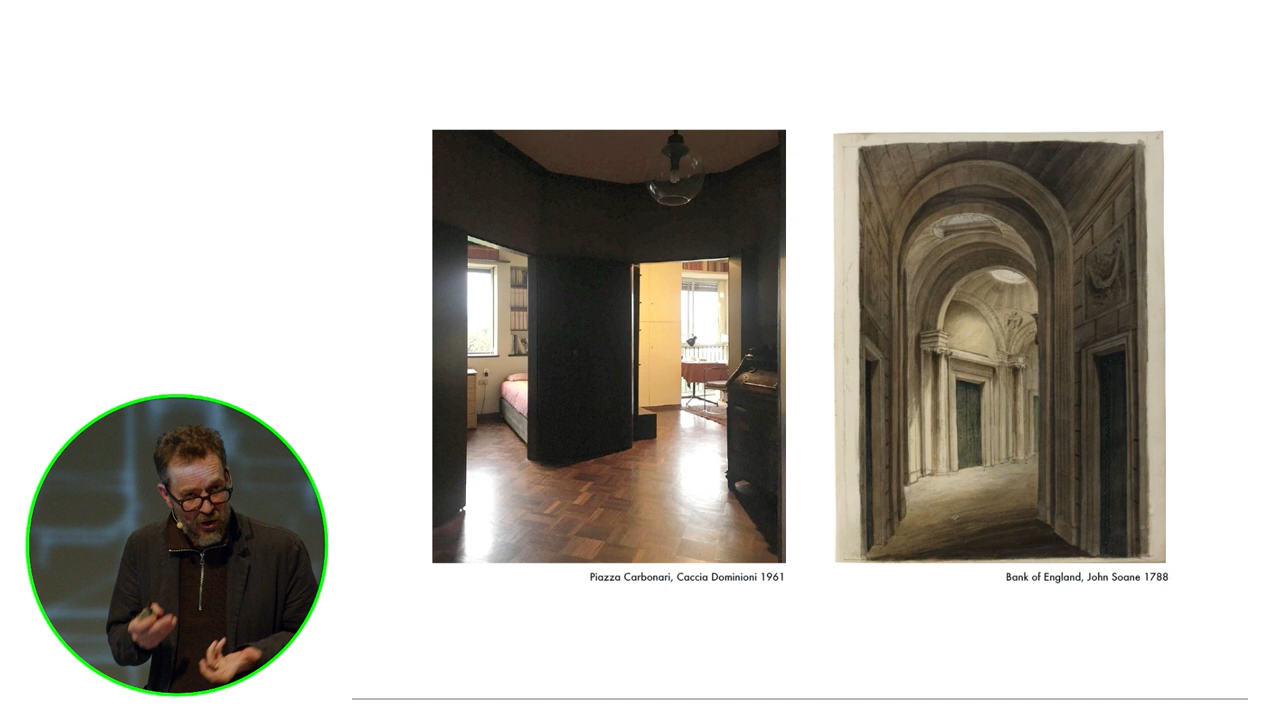 Piazza Carbonari, Caccia Dominioni 1961
Bank of England, John Soane 1788